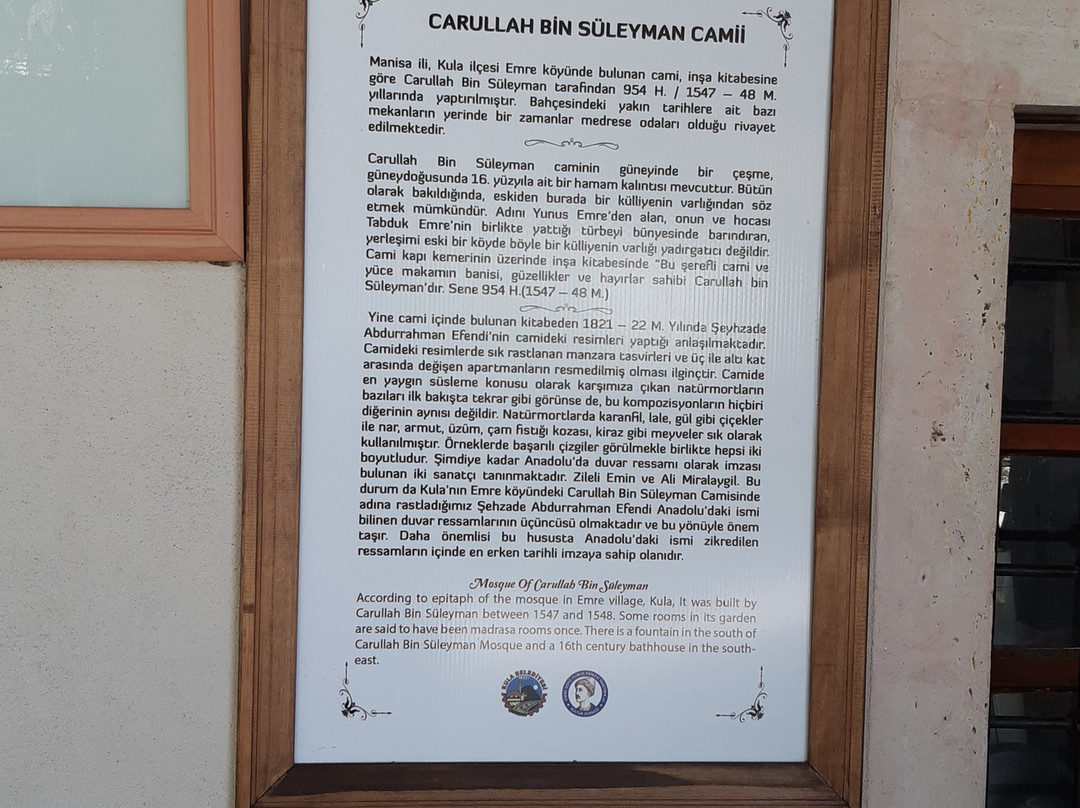 CARULLAH BİN SÜLEYMAN CAMİİ
Manisa ili, Kula ilçesi Emre köyünde bulunan cami, inşa kitabesine
göre Carullah Bin Süleyman tarafından 954 H. / 1547 – 48 M.
yıllarında yaptırılmıştır. Bahçesindeki yakın tarihlere ait bazı
mekanların yerinde bir zamanlar medrese odaları olduğu rivayet
edilmektedir.
Carullah Bin Süleyman caminin güneyinde bir çeşme,
güneydoğusunda 16. yüzyıla ait bir hamam kalıntısı mevcuttur. Bütün
olarak bakıldığında, eskiden burada bir külliyenin varlığından söz
etmek mümkündür. Adını Yunus Emre'den alan, onun ve hocası
Tabduk Emre'nin birlikte yattığı türbeyi bünyesinde barındıran,
yerleşimi eski bir köyde böyle bir külliyenin varlığı yadırgatıcı değildir.
Cami kapı kemerinin üzerinde inşa kitabesinde "Bu şerefli cami ve
yüce makamın banisi, güzellikler ve hayırlar sahibi Carullah bin
Süleyman'dır. Sene 954 H.(1547 – 48 M.)
Yine cami içinde bulunan kitabeden 1821 – 22 M. Yılında Şeyhzade
Abdurrahman Efendi'nin camideki resimleri yaptığı anlaşılmaktadır.
Camideki resimlerde sık rastlanan manzara tasvirleri ve üç ile altı kat
arasında değişen apartmanların resmedilmiş olması ilginçtir. Camide
en yaygın süsleme konusu olarak karşımıza çıkan natürmortların
bazıları ilk bakışta tekrar gibi görünse de, bu kompozisyonların hiçbiri
diğerinin aynısı değildir. Natürmortlarda karanfil, lale, gül gibi çiçekler
ile nar, armut, üzüm, çam fıstığı kozası, kiraz gibi meyveler sık olarak
kullanılmıştır. Örneklerde başarılı çizgiler görülmekle birlikte hepsi iki
boyutludur. Şimdiye kadar Anadolu'da duvar ressamı olarak imzası
bulunan iki sanatçı tanınmaktadır. Zileli Emin ve Ali Miralaygil. Bu
durum da Kula'nın Emre köyündeki Carullah Bin Süleyman Camisinde
adına rastladığımız Şehzade Abdurrahman Efendi Anadolu'daki ismi
bilinen duvar ressamlarının üçüncüsü olmaktadır ve bu yönüyle önem
taşır. Daha önemlisi bu hususta Anadolu'daki ismi zikredilen
ressamların içinde en erken tarihli imzaya sahip olanıdır.
Mosque Of Carullah Bin Süleyman
According to epitaph of the mosque in Emre village, Kula, It was built by
Carullah Bin Süleyman between 1547 and 1548. Some rooms in its garden
are said to have been madrasa rooms once. There is a fountain in the south of
Carullah Bin Süleyman Mosque and a 16th century bathhouse in the south-
east.
KULA BELEDİYESİ